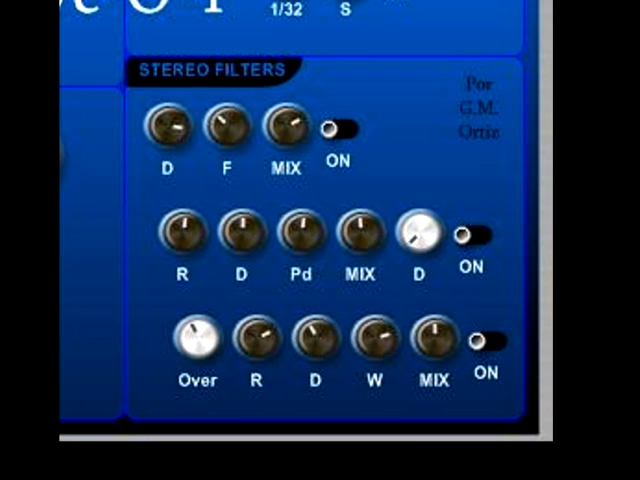 1/32 S
STEREO FILTERS
Por
G.M.
Ortiz
D F MIX ON
R D Pd MIX D ON
Over R D W MIX ON